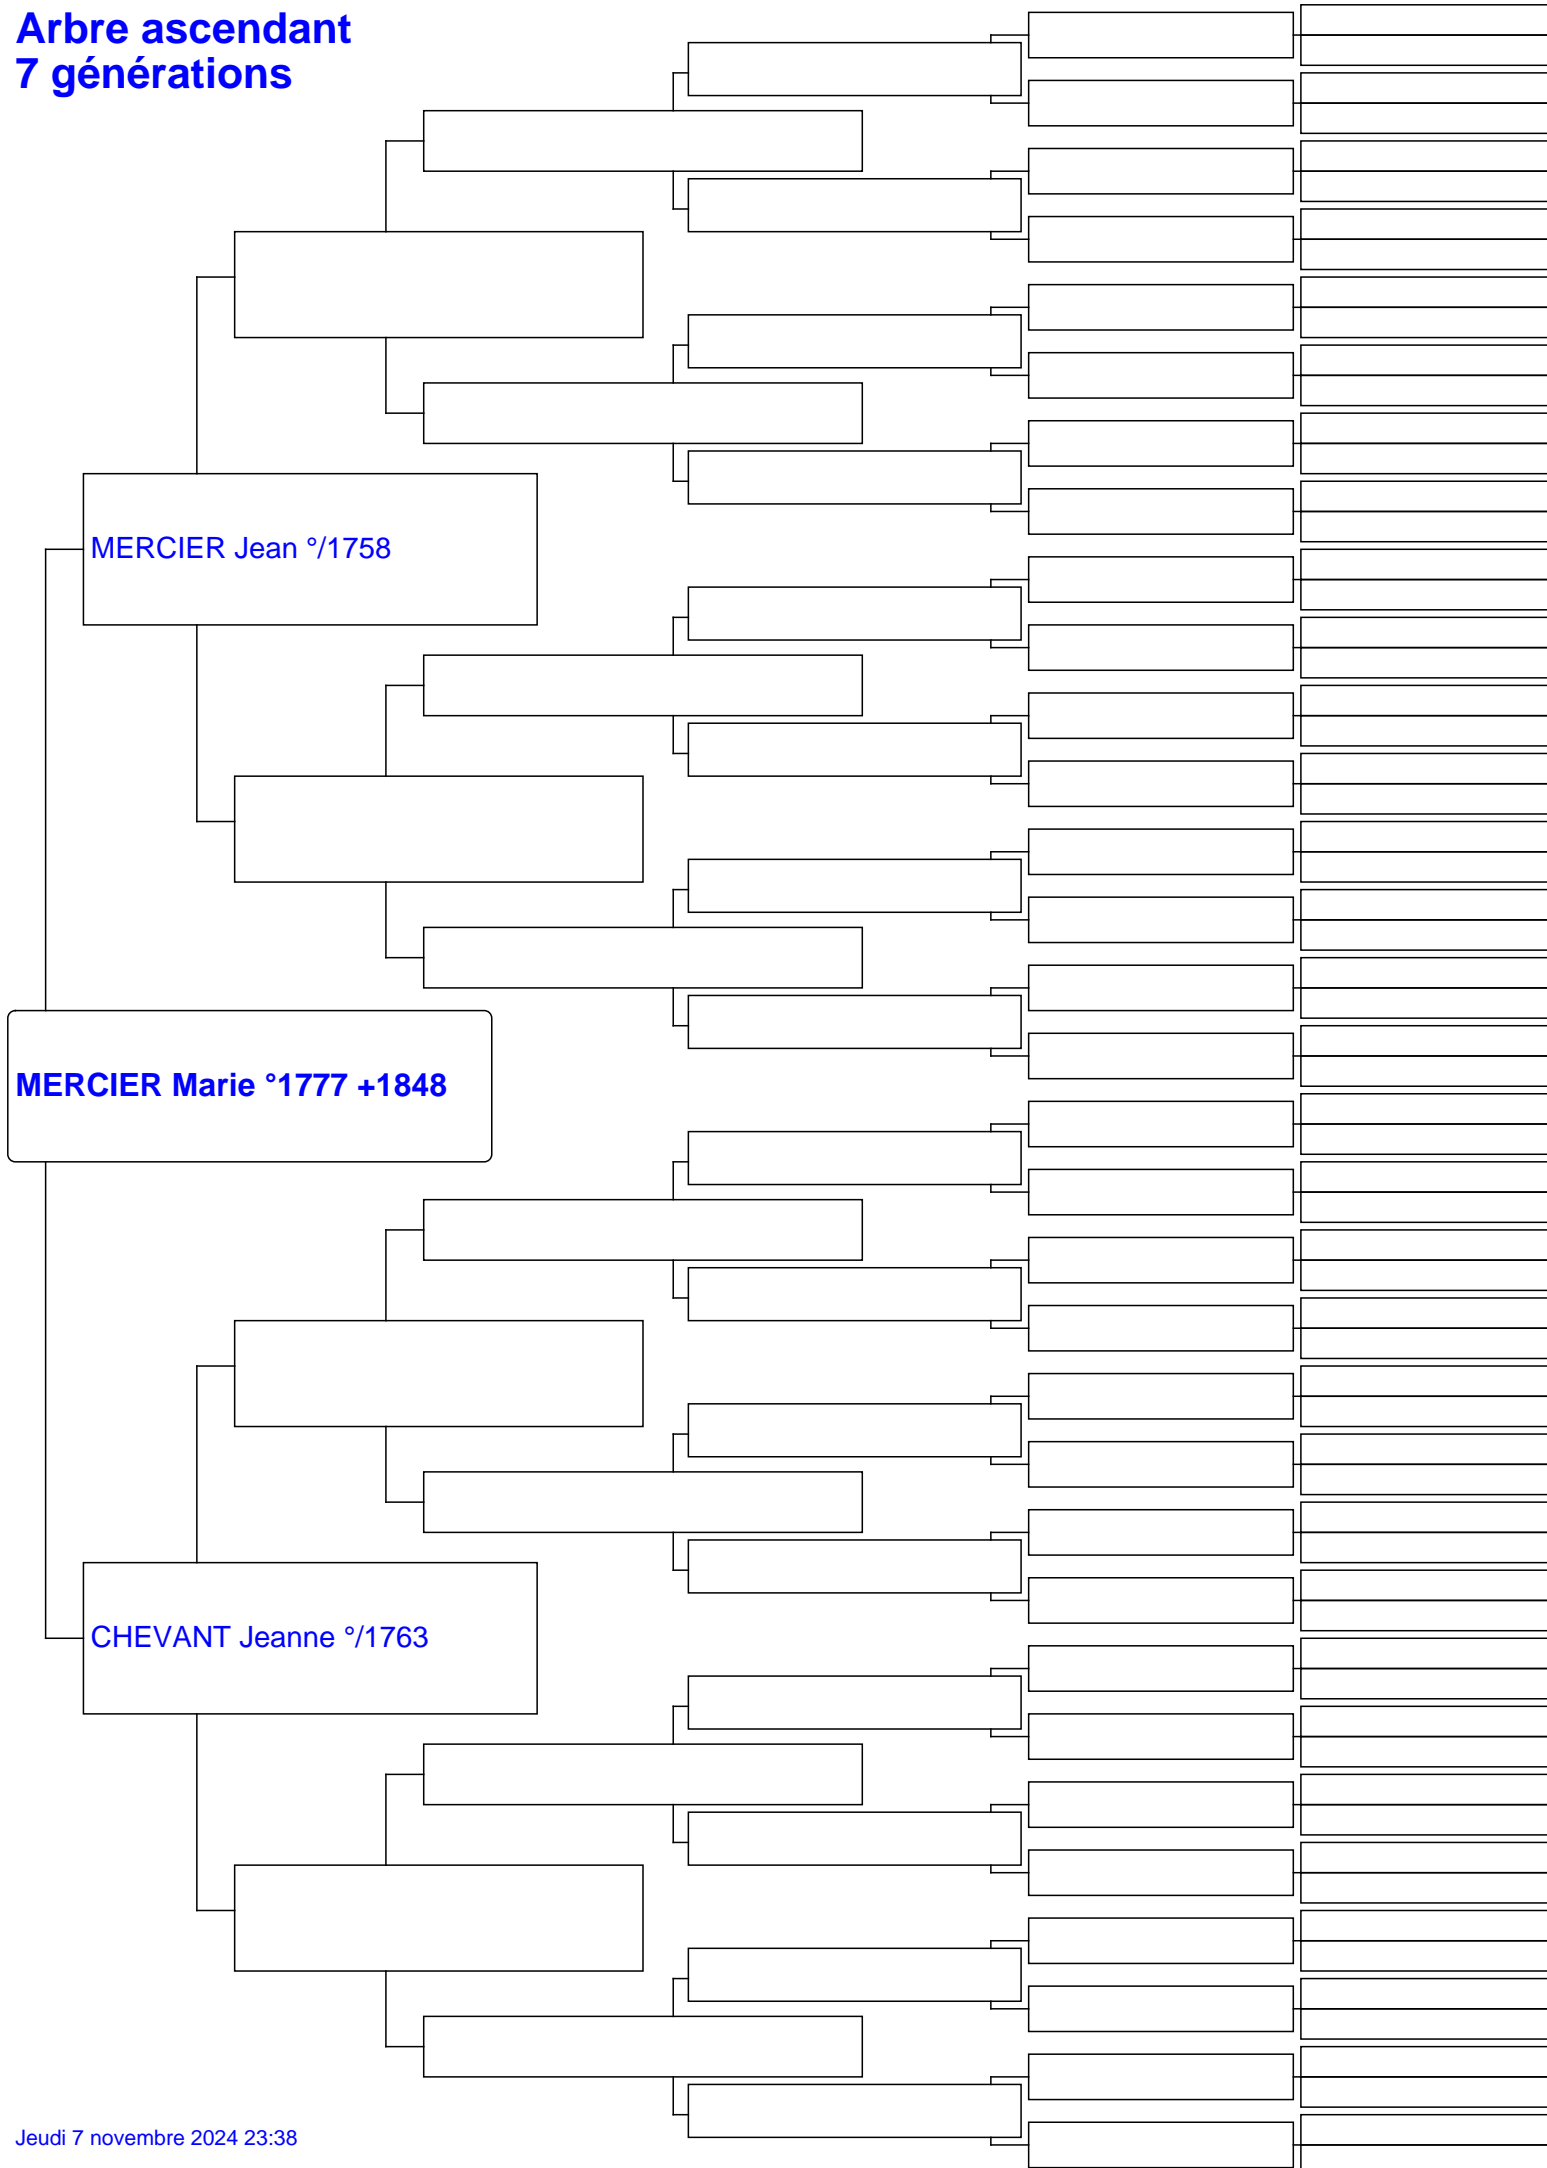 Arbre ascendant
7 générations
MERCIER Jean °/1758
MERCIER Marie °1777 +1848
CHEVANT Jeanne °/1763
Jeudi 7 novembre 2024 23:38